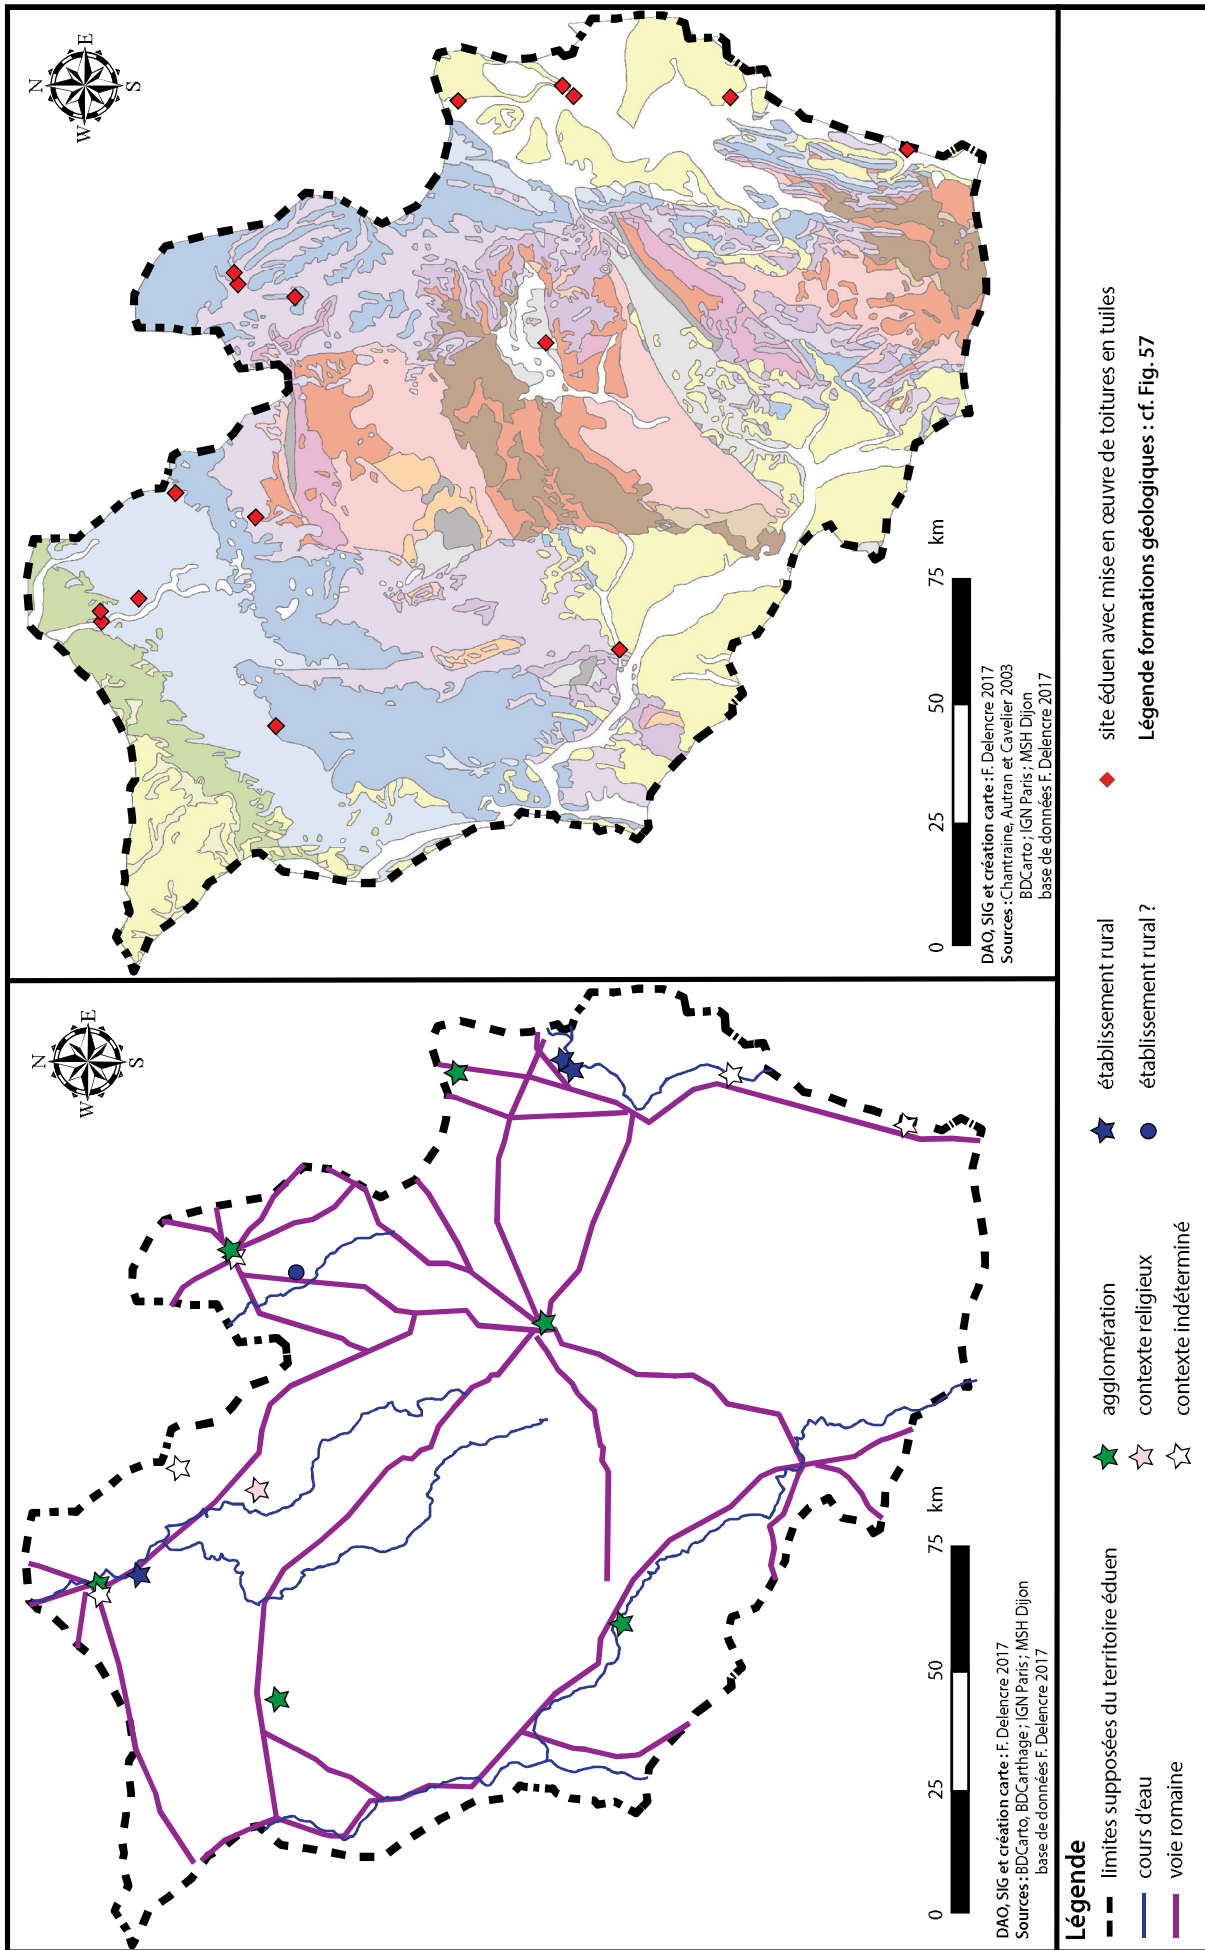 N
E
S
W
0
25
50
75
km
DAO, SIG et création carte : F. Delencre 2017
Sources : BDCarto, BDCarthage ; IGN Paris ; MSH Dijon
base de données F. Delencre 2017
N
E
S
W
0
25
50
75
km
DAO, SIG et création carte : F. Delencre 2017
Sources : Chantraine, Autran et Cavelier 2003
BDCarto ; IGN Paris ; MSH Dijon
base de données F. Delencre 2017
Légende
limites supposées du territoire éduen
cours d'eau
voie romaine
agglomération
contexte religieux
contexte indéterminé
établissement rural
établissement rural ?
site éduen avec mise en œuvre de toitures en tuiles
Légende formations géologiques : cf. Fig. 57